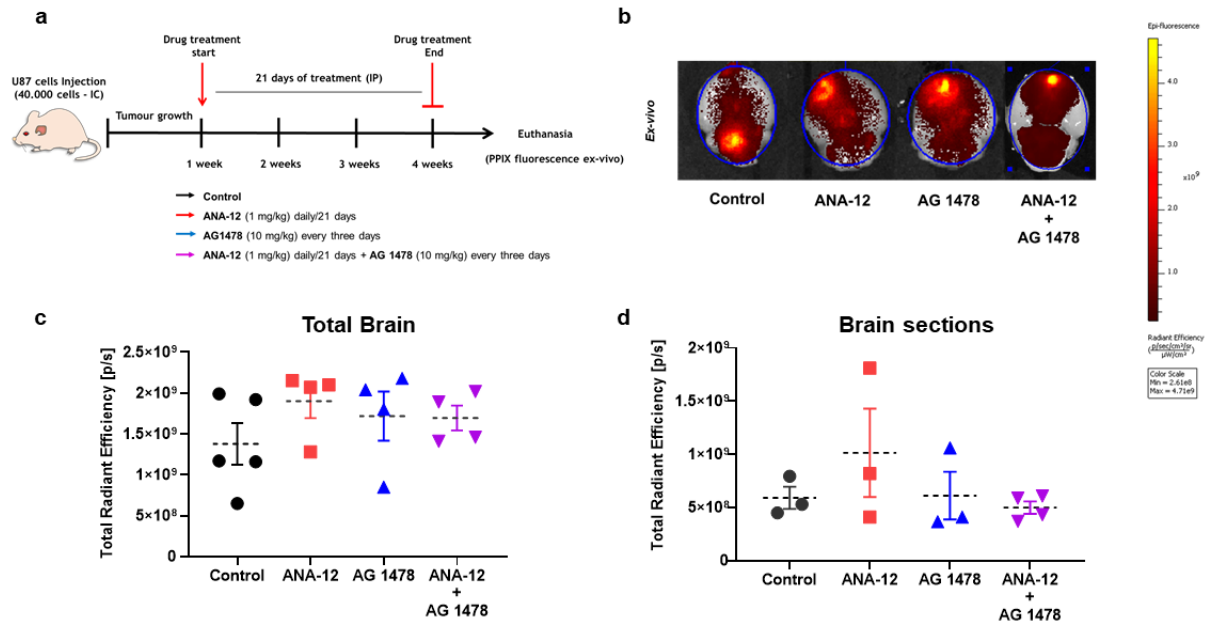 a
Drug treatment
start
Drug treatment
End
U87 cells Injection
(40.000 cells - IC)
21 days of treatment (IP)
Tumour growth
Euthanasia
(PPIX fluorescence ex-vivo)
1 week
2 weeks
3 weeks
4 weeks
Control
ANA-12 (1 mg/kg) daily/21 days
AG1478 (10 mg/kg) every three days
ANA-12 (1 mg/kg) daily/21 days + AG 1478 (10 mg/kg) every three days
b
Ex-vivo
Control
ANA-12
AG 1478
ANA-12
+
AG 1478
Epi-fluorescence
4.0
3.0
x10⁹
2.0
1.0
Radiant Efficiency
(p/sec/cm²/sr
µW/cm²)
Color Scale
Min = 2.61e8
Max = 4.71e9
c
Total Brain
Total Radiant Efficiency [p/s]
2.5×10⁹
2×10⁹
1.5×10⁹
1×10⁹
5×10⁸
0
Control
ANA-12
AG 1478
ANA-12
+
AG 1478
d
Brain sections
Total Radiant Efficiency [p/s]
2×10⁹
1.5×10⁹
1×10⁹
5×10⁸
0
Control
ANA-12
AG 1478
ANA-12
+
AG 1478